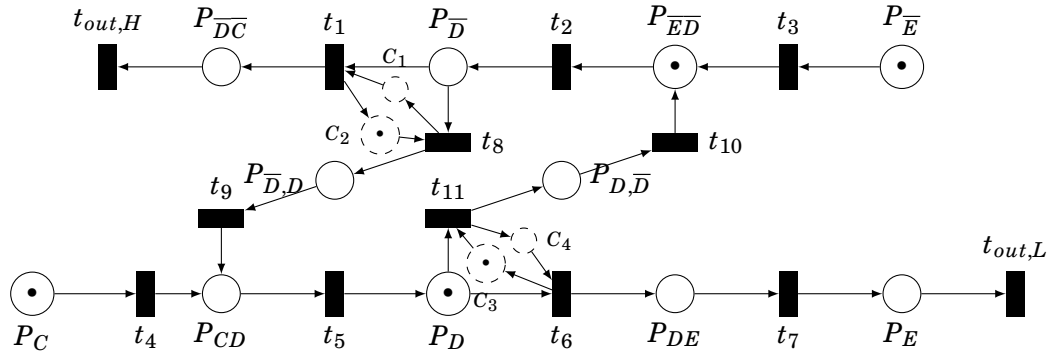 t_{out,H} P_{\overline{DC}} t_1 P_{\overline{D}} t_2 P_{\overline{ED}} t_3 P_{\overline{E}}
C_1
C_2 t_8 t_{10}
t_9 P_{\overline{D},D} t_{11} P_{D,\overline{D}}
C_4 t_{out,L}
C_3
P_C t_4 P_{CD} t_5 P_D t_6 P_{DE} t_7 P_E